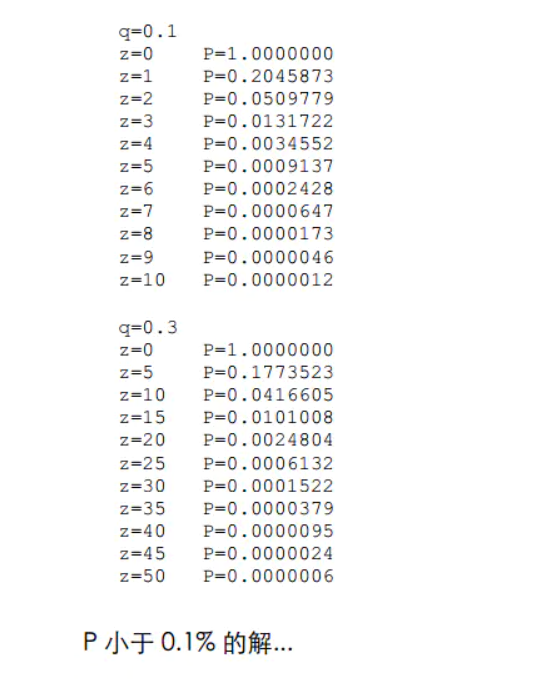 q=0.1
z=0 P=1.0000000
z=1 P=0.2045873
z=2 P=0.0509779
z=3 P=0.0131722
z=4 P=0.0034552
z=5 P=0.0009137
z=6 P=0.0002428
z=7 P=0.0000647
z=8 P=0.0000173
z=9 P=0.0000046
z=10 P=0.0000012
q=0.3
z=0 P=1.0000000
z=5 P=0.1773523
z=10 P=0.0416605
z=15 P=0.0101008
z=20 P=0.0024804
z=25 P=0.0006132
z=30 P=0.0001522
z=35 P=0.0000379
z=40 P=0.0000095
z=45 P=0.0000024
z=50 P=0.0000006
P 小于 0.1% 的解...